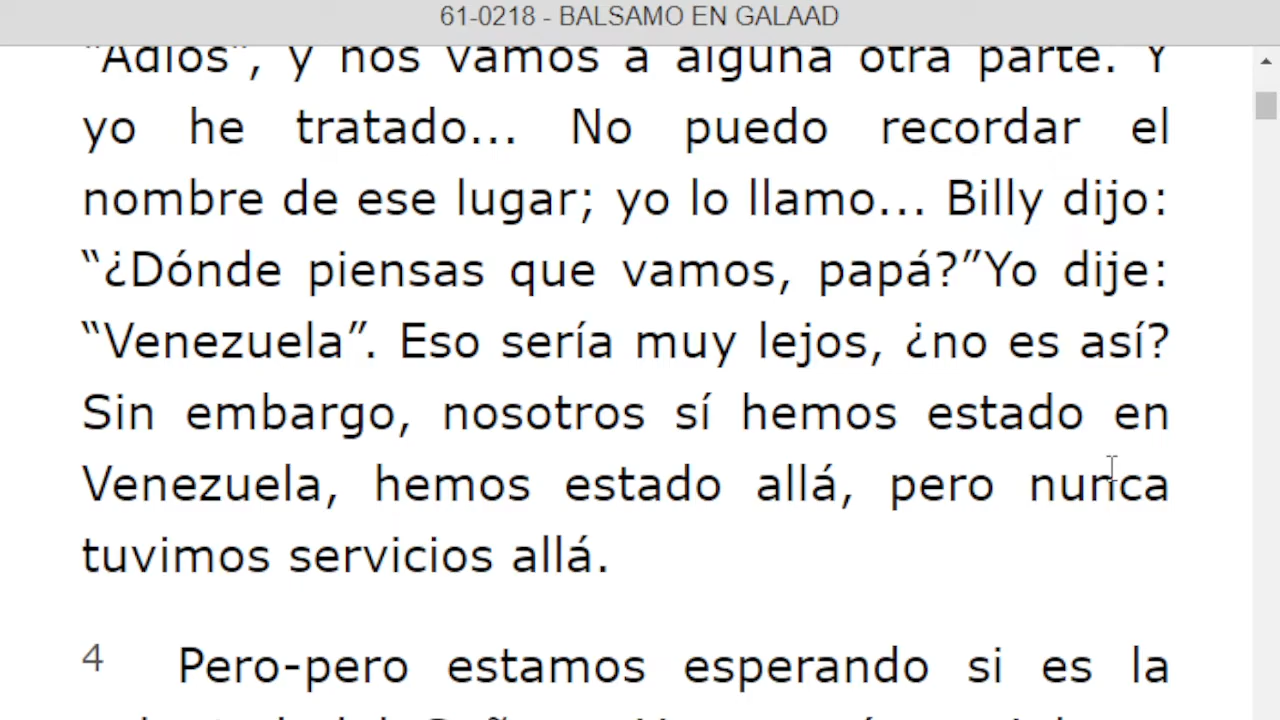 61-0218 - BALSAMO EN GALAAD
"Adiós", y nos vamos a alguna otra parte. Y
yo he tratado... No puedo recordar el
nombre de ese lugar; yo lo llamo... Billy dijo:
“¿Dónde piensas que vamos, papá?”Yo dije:
“Venezuela”. Eso sería muy lejos, ¿no es así?
Sin embargo, nosotros sí hemos estado en
Venezuela, hemos estado allá, pero nunca
tuvimos servicios allá.
4 Pero-pero estamos esperando si es la